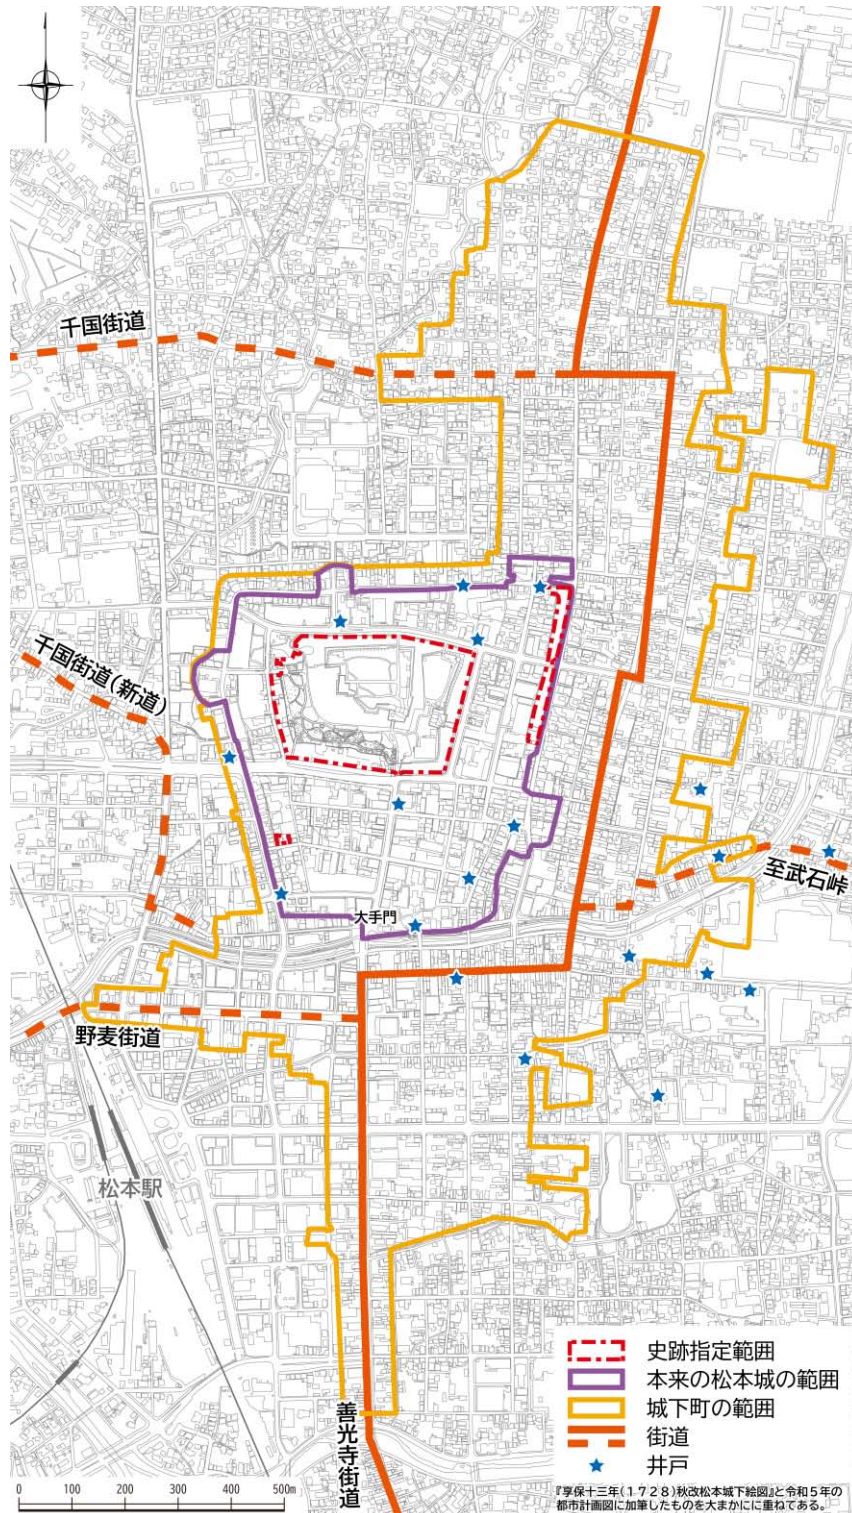 千国街道
千国街道(新道)
大手門
至武石峠
野麦街道
松本駅
善光寺街道
史跡指定範囲
本来の松本城の範囲
城下町の範囲
街道
井戸
0 100 200 300 400 500m
『享保十三年(1728)秋改松本城下絵図』と令和5年の
都市計画図に加筆したものを大まかにに重ねてある。